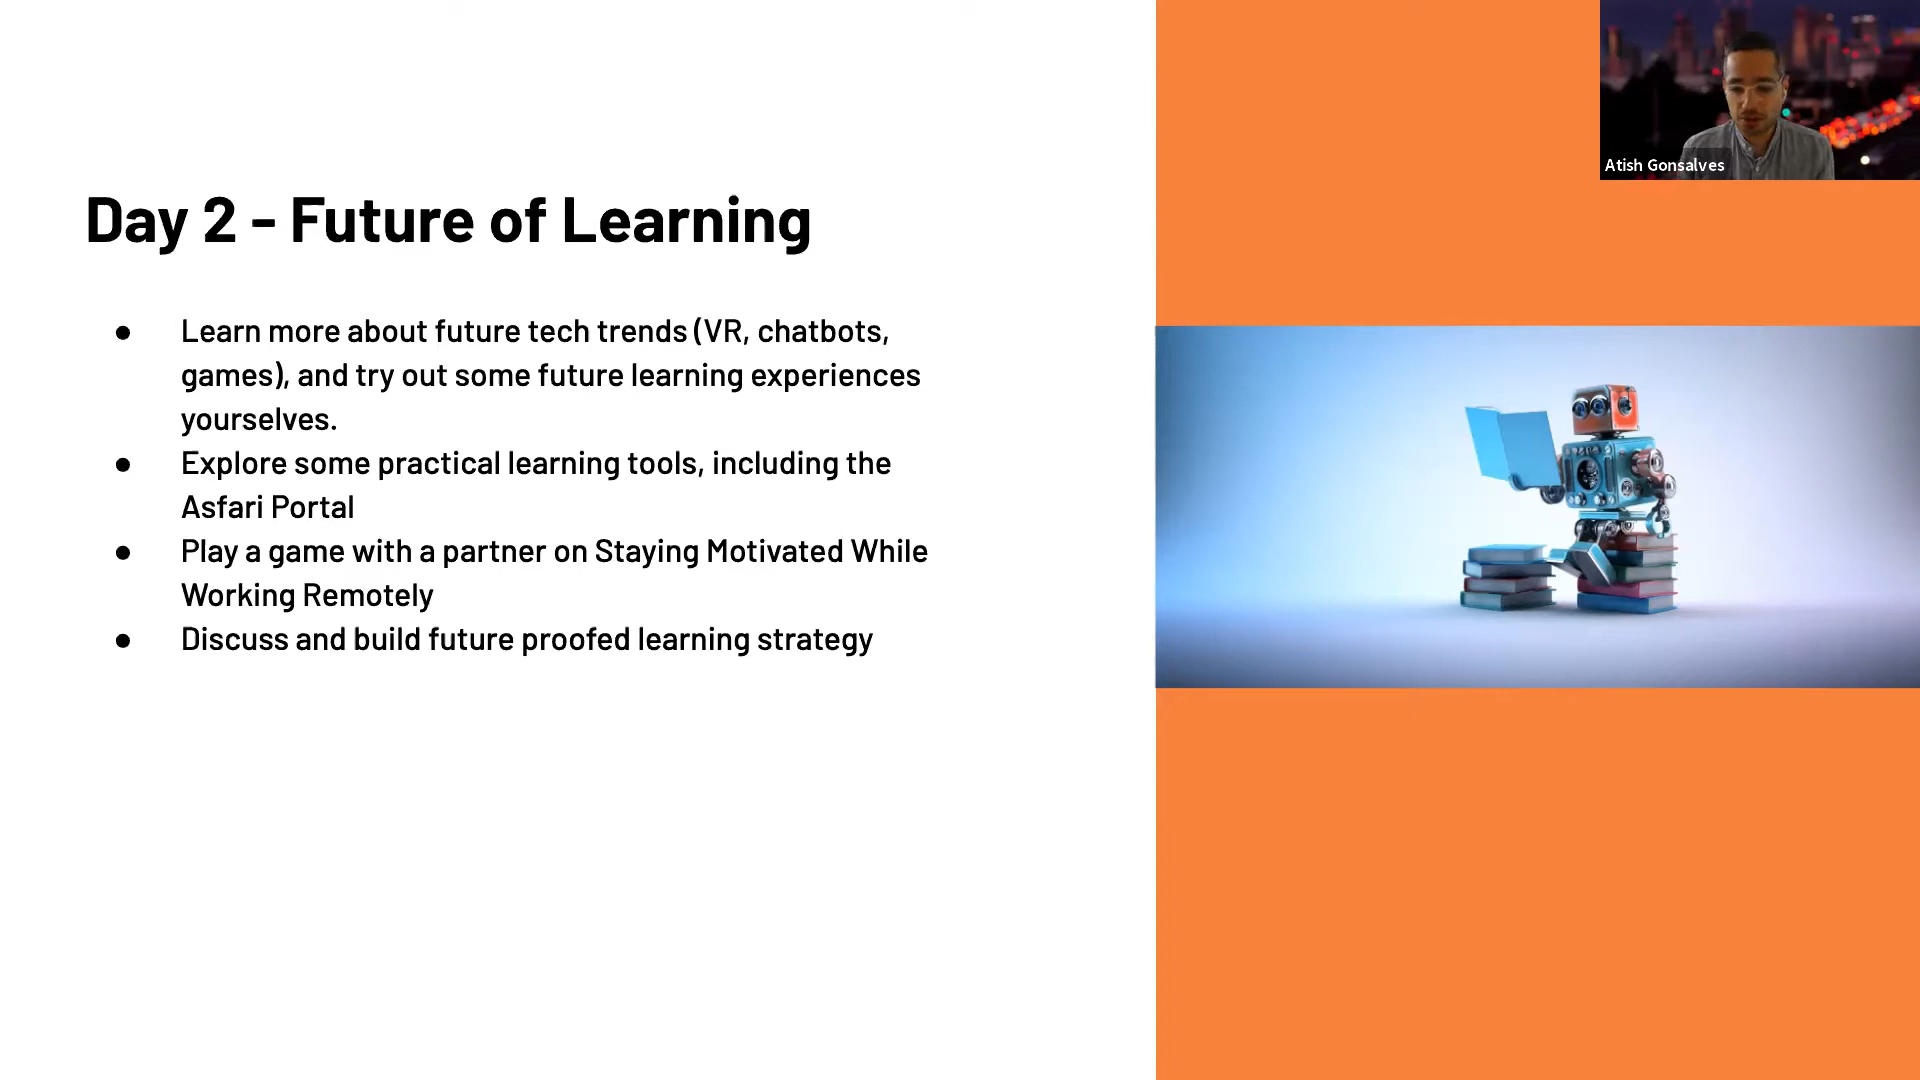 Atish Gonsalves
Day 2 - Future of Learning
● Learn more about future tech trends (VR, chatbots,
games), and try out some future learning experiences
yourselves.
● Explore some practical learning tools, including the
Asfari Portal
● Play a game with a partner on Staying Motivated While
Working Remotely
● Discuss and build future proofed learning strategy